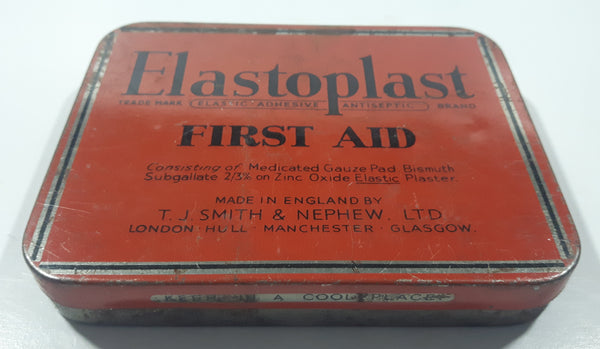 Elastoplast
TRADE MARK ELASTIC ADHESIVE ANTISEPTIC BRAND
FIRST AID
Consisting of Medicated Gauze Pad Bismuth
Subgallate 2/3% on Zinc Oxide Elastic Plaster.
MADE IN ENGLAND BY
T. J. SMITH & NEPHEW, LTD
LONDON · HULL · MANCHESTER · GLASGOW.
A COOL PLACE